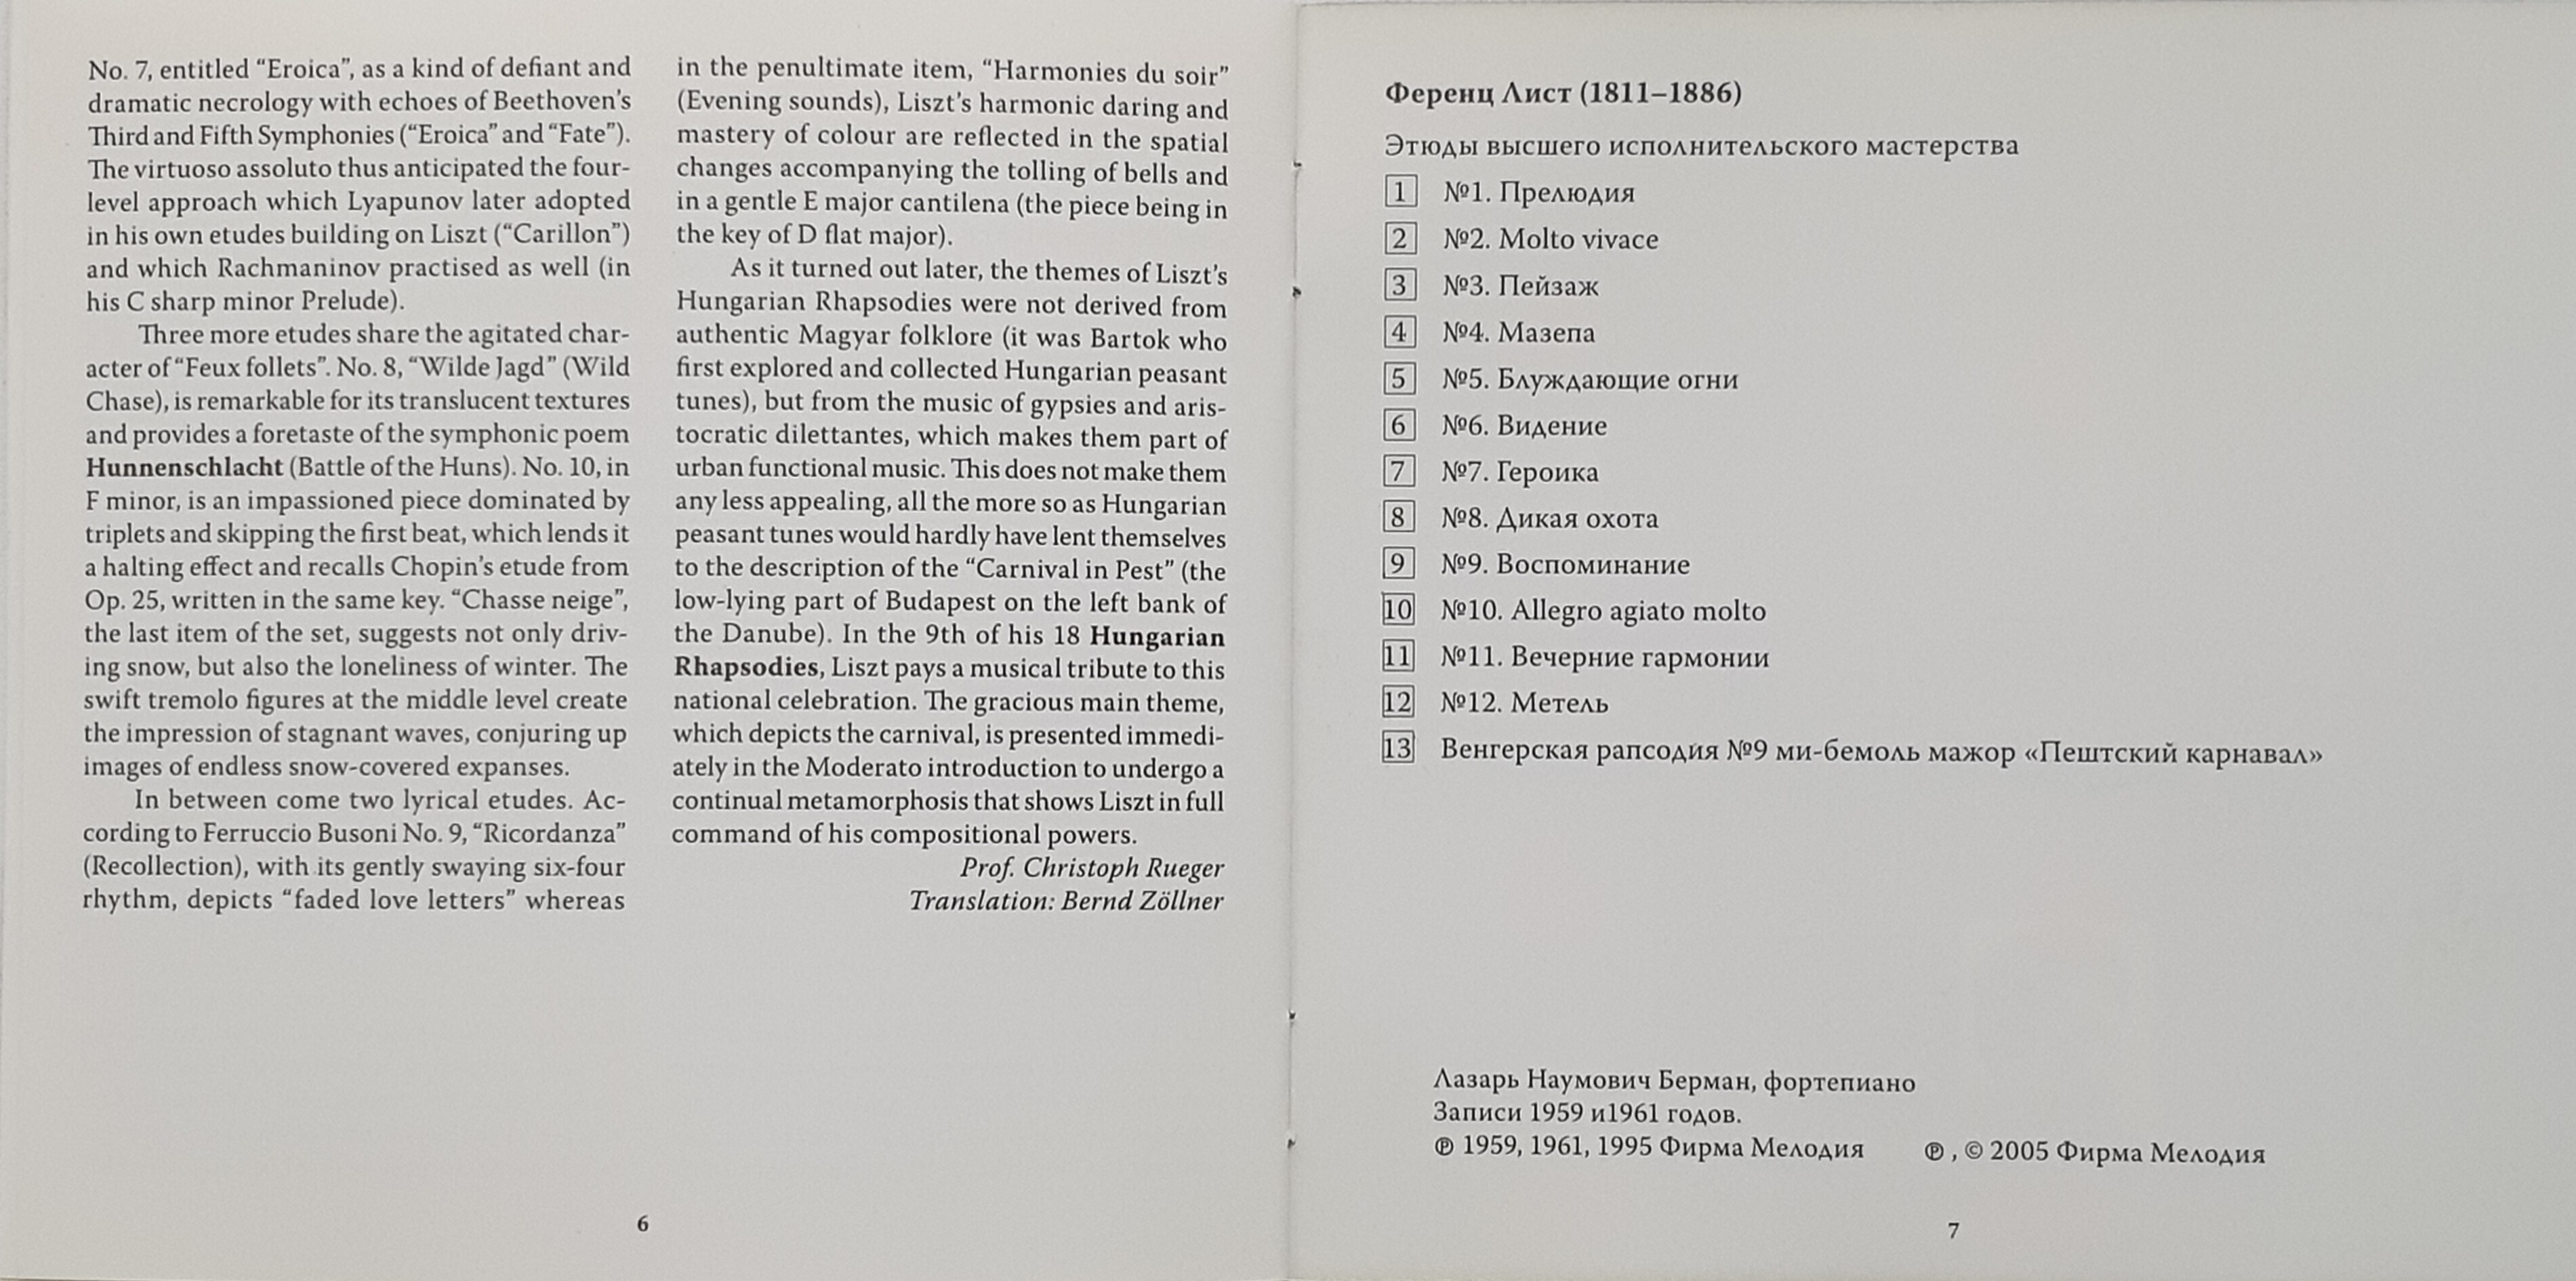 No. 7, entitled “Eroica”, as a kind of defiant and
dramatic necrology with echoes of Beethoven’s
Third and Fifth Symphonies (“Eroica” and “Fate”).
The virtuoso assoluto thus anticipated the four-
level approach which Lyapunov later adopted
in his own etudes building on Liszt (“Carillon”)
and which Rachmaninov practised as well (in
his C sharp minor Prelude).
Three more etudes share the agitated char-
acter of “Feux follets”. No. 8, “Wilde Jagd” (Wild
Chase), is remarkable for its translucent textures
and provides a foretaste of the symphonic poem
Hunnenschlacht (Battle of the Huns). No. 10, in
F minor, is an impassioned piece dominated by
triplets and skipping the first beat, which lends it
a halting effect and recalls Chopin’s etude from
Op. 25, written in the same key. “Chasse neige”,
the last item of the set, suggests not only driv-
ing snow, but also the loneliness of winter. The
swift tremolo figures at the middle level create
the impression of stagnant waves, conjuring up
images of endless snow-covered expanses.
In between come two lyrical etudes. Ac-
cording to Ferruccio Busoni No. 9, “Ricordanza”
(Recollection), with its gently swaying six-four
rhythm, depicts “faded love letters” whereas
in the penultimate item, “Harmonies du soir”
(Evening sounds), Liszt’s harmonic daring and
mastery of colour are reflected in the spatial
changes accompanying the tolling of bells and
in a gentle E major cantilena (the piece being in
the key of D flat major).
As it turned out later, the themes of Liszt’s
Hungarian Rhapsodies were not derived from
authentic Magyar folklore (it was Bartok who
first explored and collected Hungarian peasant
tunes), but from the music of gypsies and aris-
tocratic dilettantes, which makes them part of
urban functional music. This does not make them
any less appealing, all the more so as Hungarian
peasant tunes would hardly have lent themselves
to the description of the “Carnival in Pest” (the
low-lying part of Budapest on the left bank of
the Danube). In the 9th of his 18 Hungarian
Rhapsodies, Liszt pays a musical tribute to this
national celebration. The gracious main theme,
which depicts the carnival, is presented immedi-
ately in the Moderato introduction to undergo a
continual metamorphosis that shows Liszt in full
command of his compositional powers.
Prof. Christoph Rueger
Translation: Bernd Zöllner
6
Ференц Лист (1811–1886)
Этюды высшего исполнительского мастерства
1 №1. Прелюдия
2 №2. Molto vivace
3 №3. Пейзаж
4 №4. Мазепа
5 №5. Блуждающие огни
6 №6. Видение
7 №7. Героика
8 №8. Дикая охота
9 №9. Воспоминание
10 №10. Allegro agiato molto
11 №11. Вечерние гармонии
12 №12. Метель
13 Венгерская рапсодия №9 ми-бемоль мажор «Пештский карнавал»
Лазарь Наумович Берман, фортепиано
Записи 1959 и1961 годов.
℗ 1959, 1961, 1995 Фирма Мелодия ℗ , © 2005 Фирма Мелодия
7